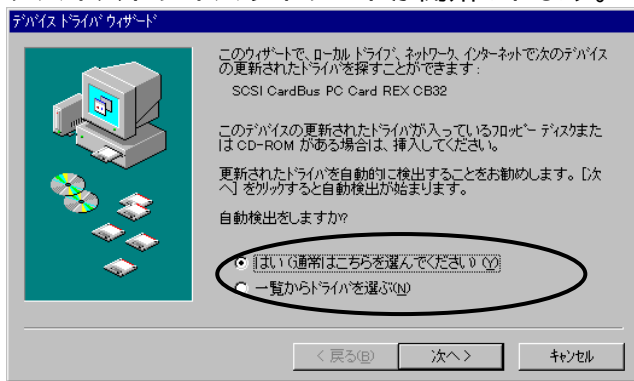 デバイス ドライバ ウィザード
このウィザードで、ローカル ドライブ、ネットワーク、インターネットで次のデバイス
の更新されたドライバを探すことができます:
SCSI CardBus PC Card REX CB32
このデバイスの更新されたドライバが入っているフロッピー ディスクまた
は CD-ROM がある場合は、挿入してください。
更新されたドライバを自動的に検出することをお勧めします。[次
へ] をクリックすると自動検出が始まります。
自動検出をしますか?
はい (通常はこちらを選んでください) (Y)
一覧からドライバを選ぶ(N)
< 戻る(B) 次へ > キャンセル